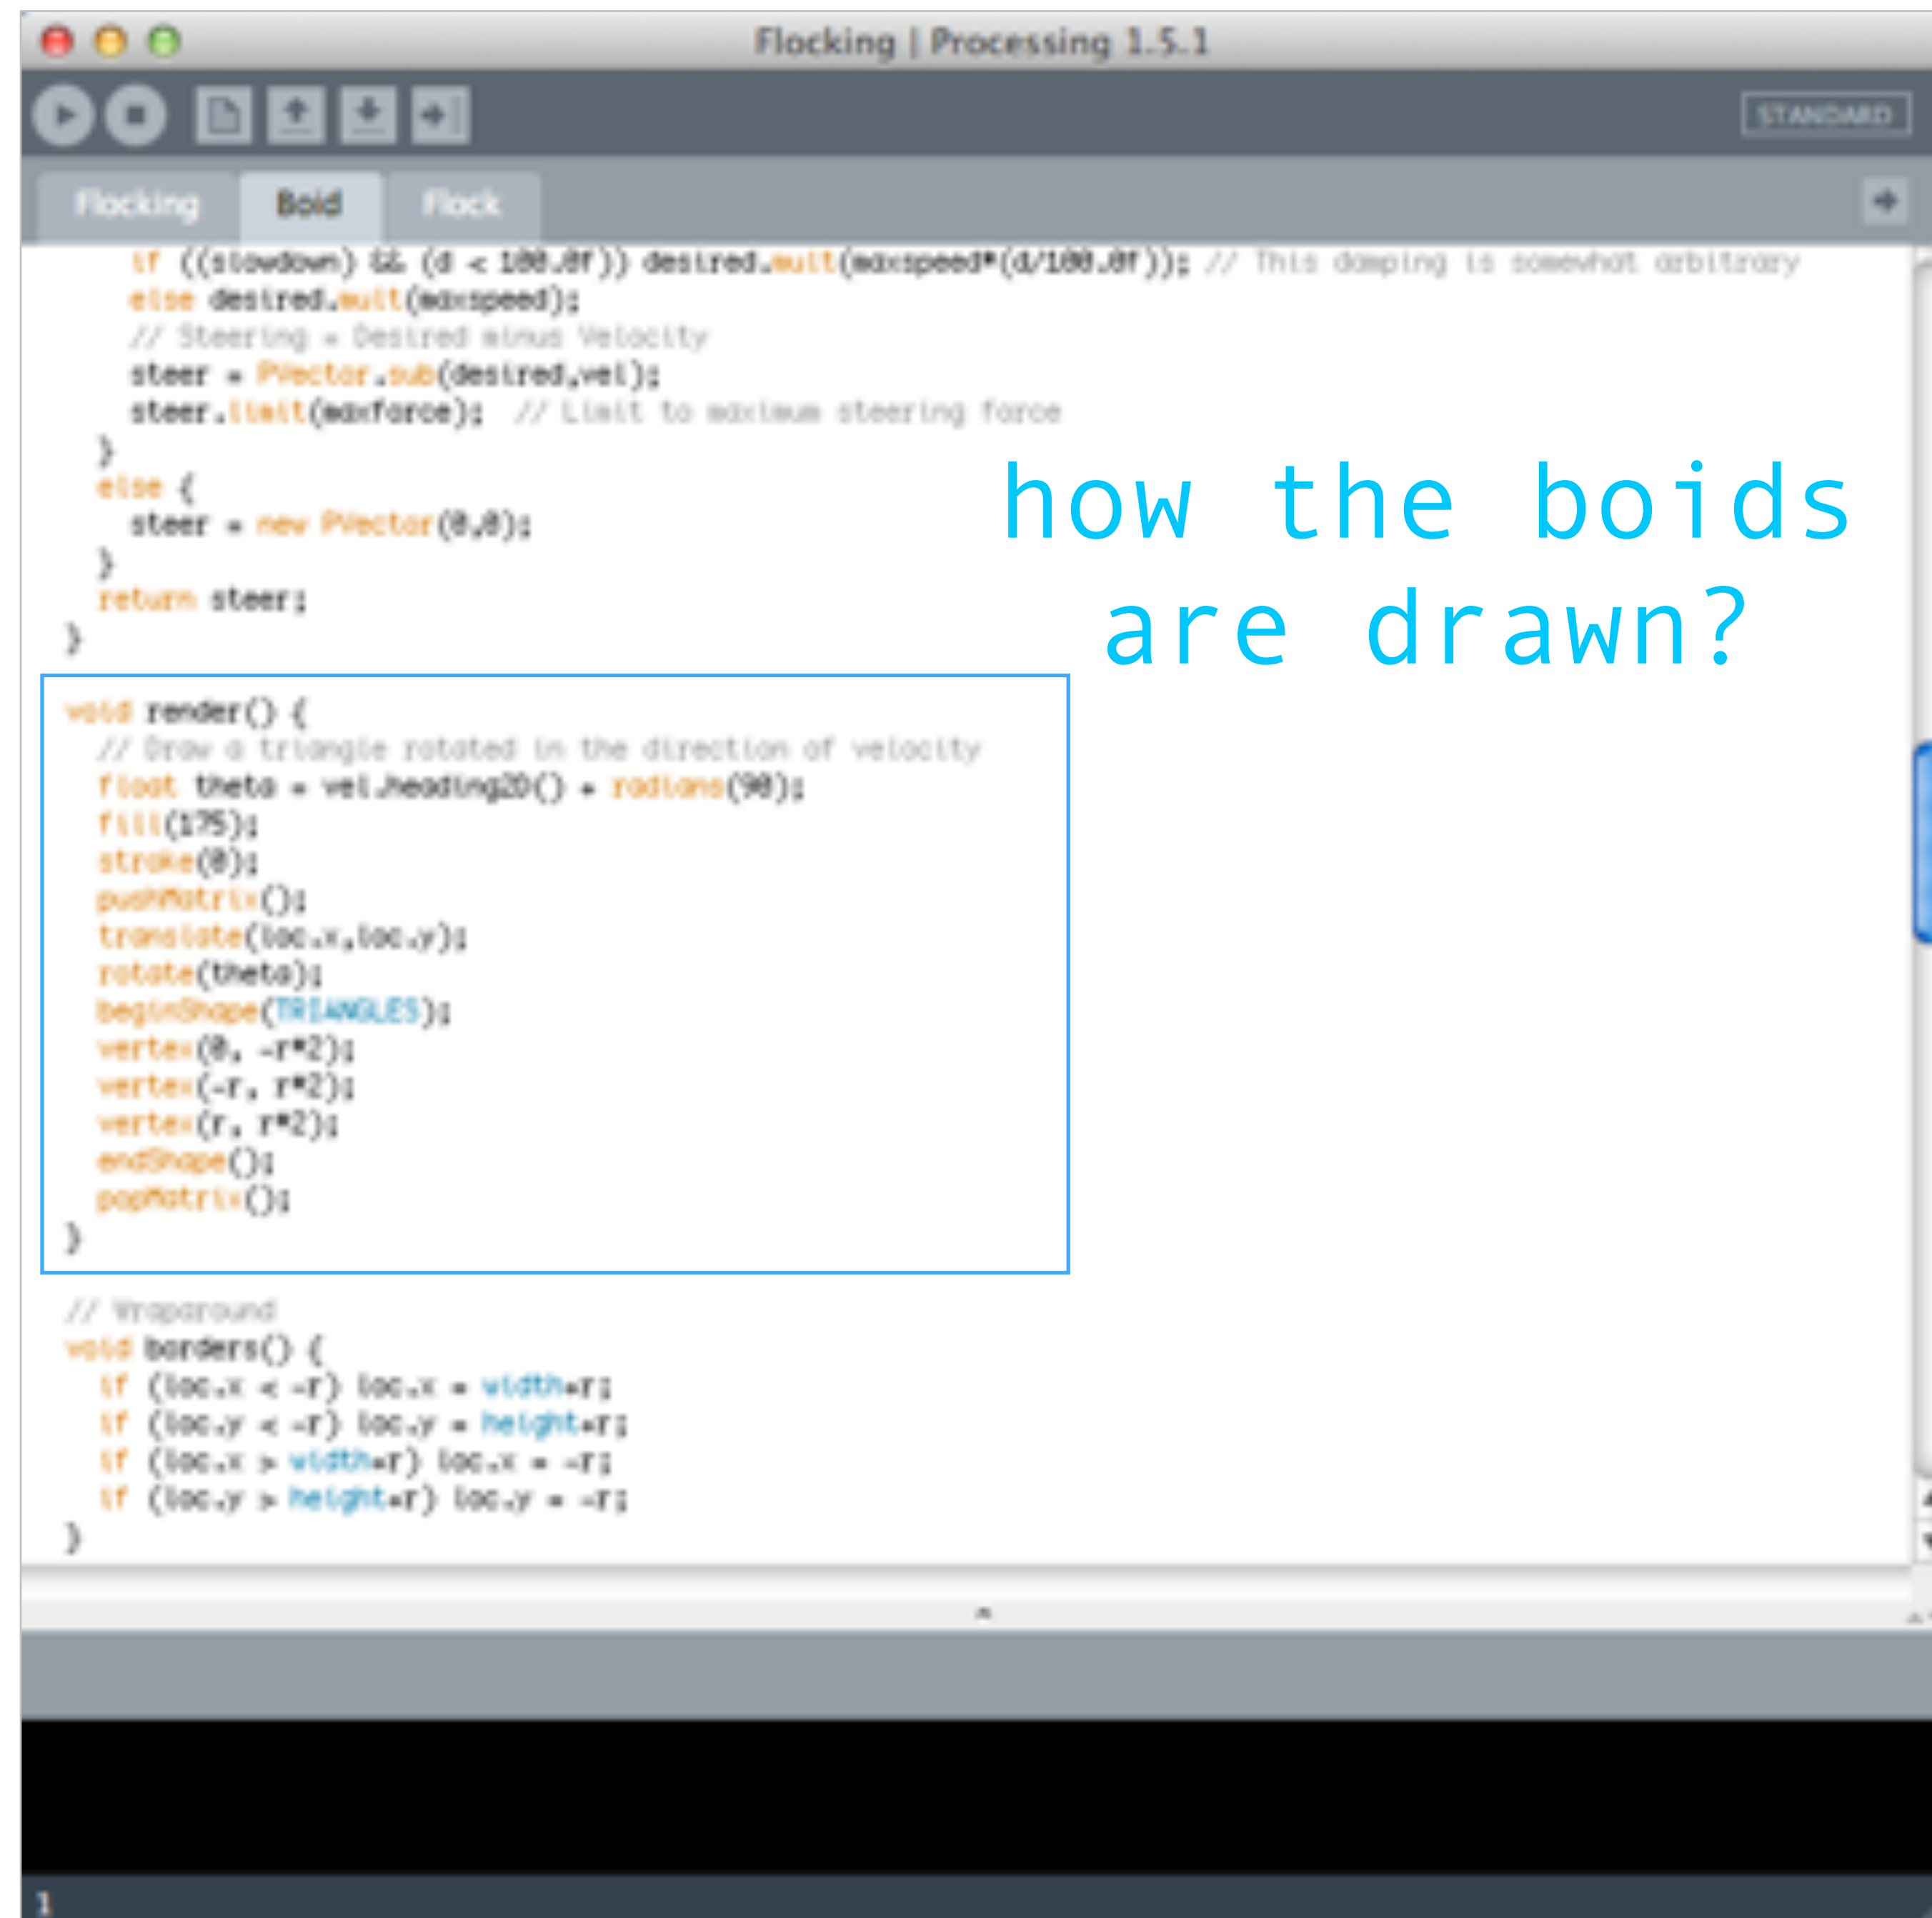 Flocking | Processing 1.5.1
STANDARD
Flocking Boid Flock
if ((slowdown) && (d < 100.0f)) desired.mult(maxspeed*(d/100.0f)); // This damping is somewhat arbitrary
else desired.mult(maxspeed);
// Steering = Desired minus Velocity
steer = PVector.sub(desired,vel);
steer.limit(maxforce); // Limit to maximum steering force
}
else {
steer = new PVector(0,0);
}
return steer;
}
how the boids
are drawn?
void render() {
// Draw a triangle rotated in the direction of velocity
float theta = vel.heading2D() + radians(90);
fill(175);
stroke(0);
pushMatrix();
translate(loc.x,loc.y);
rotate(theta);
beginShape(TRIANGLES);
vertex(0, -r*2);
vertex(-r, r*2);
vertex(r, r*2);
endShape();
popMatrix();
}
// Wraparound
void borders() {
if (loc.x < -r) loc.x = width+r;
if (loc.y < -r) loc.y = height+r;
if (loc.x > width+r) loc.x = -r;
if (loc.y > height+r) loc.y = -r;
}
1